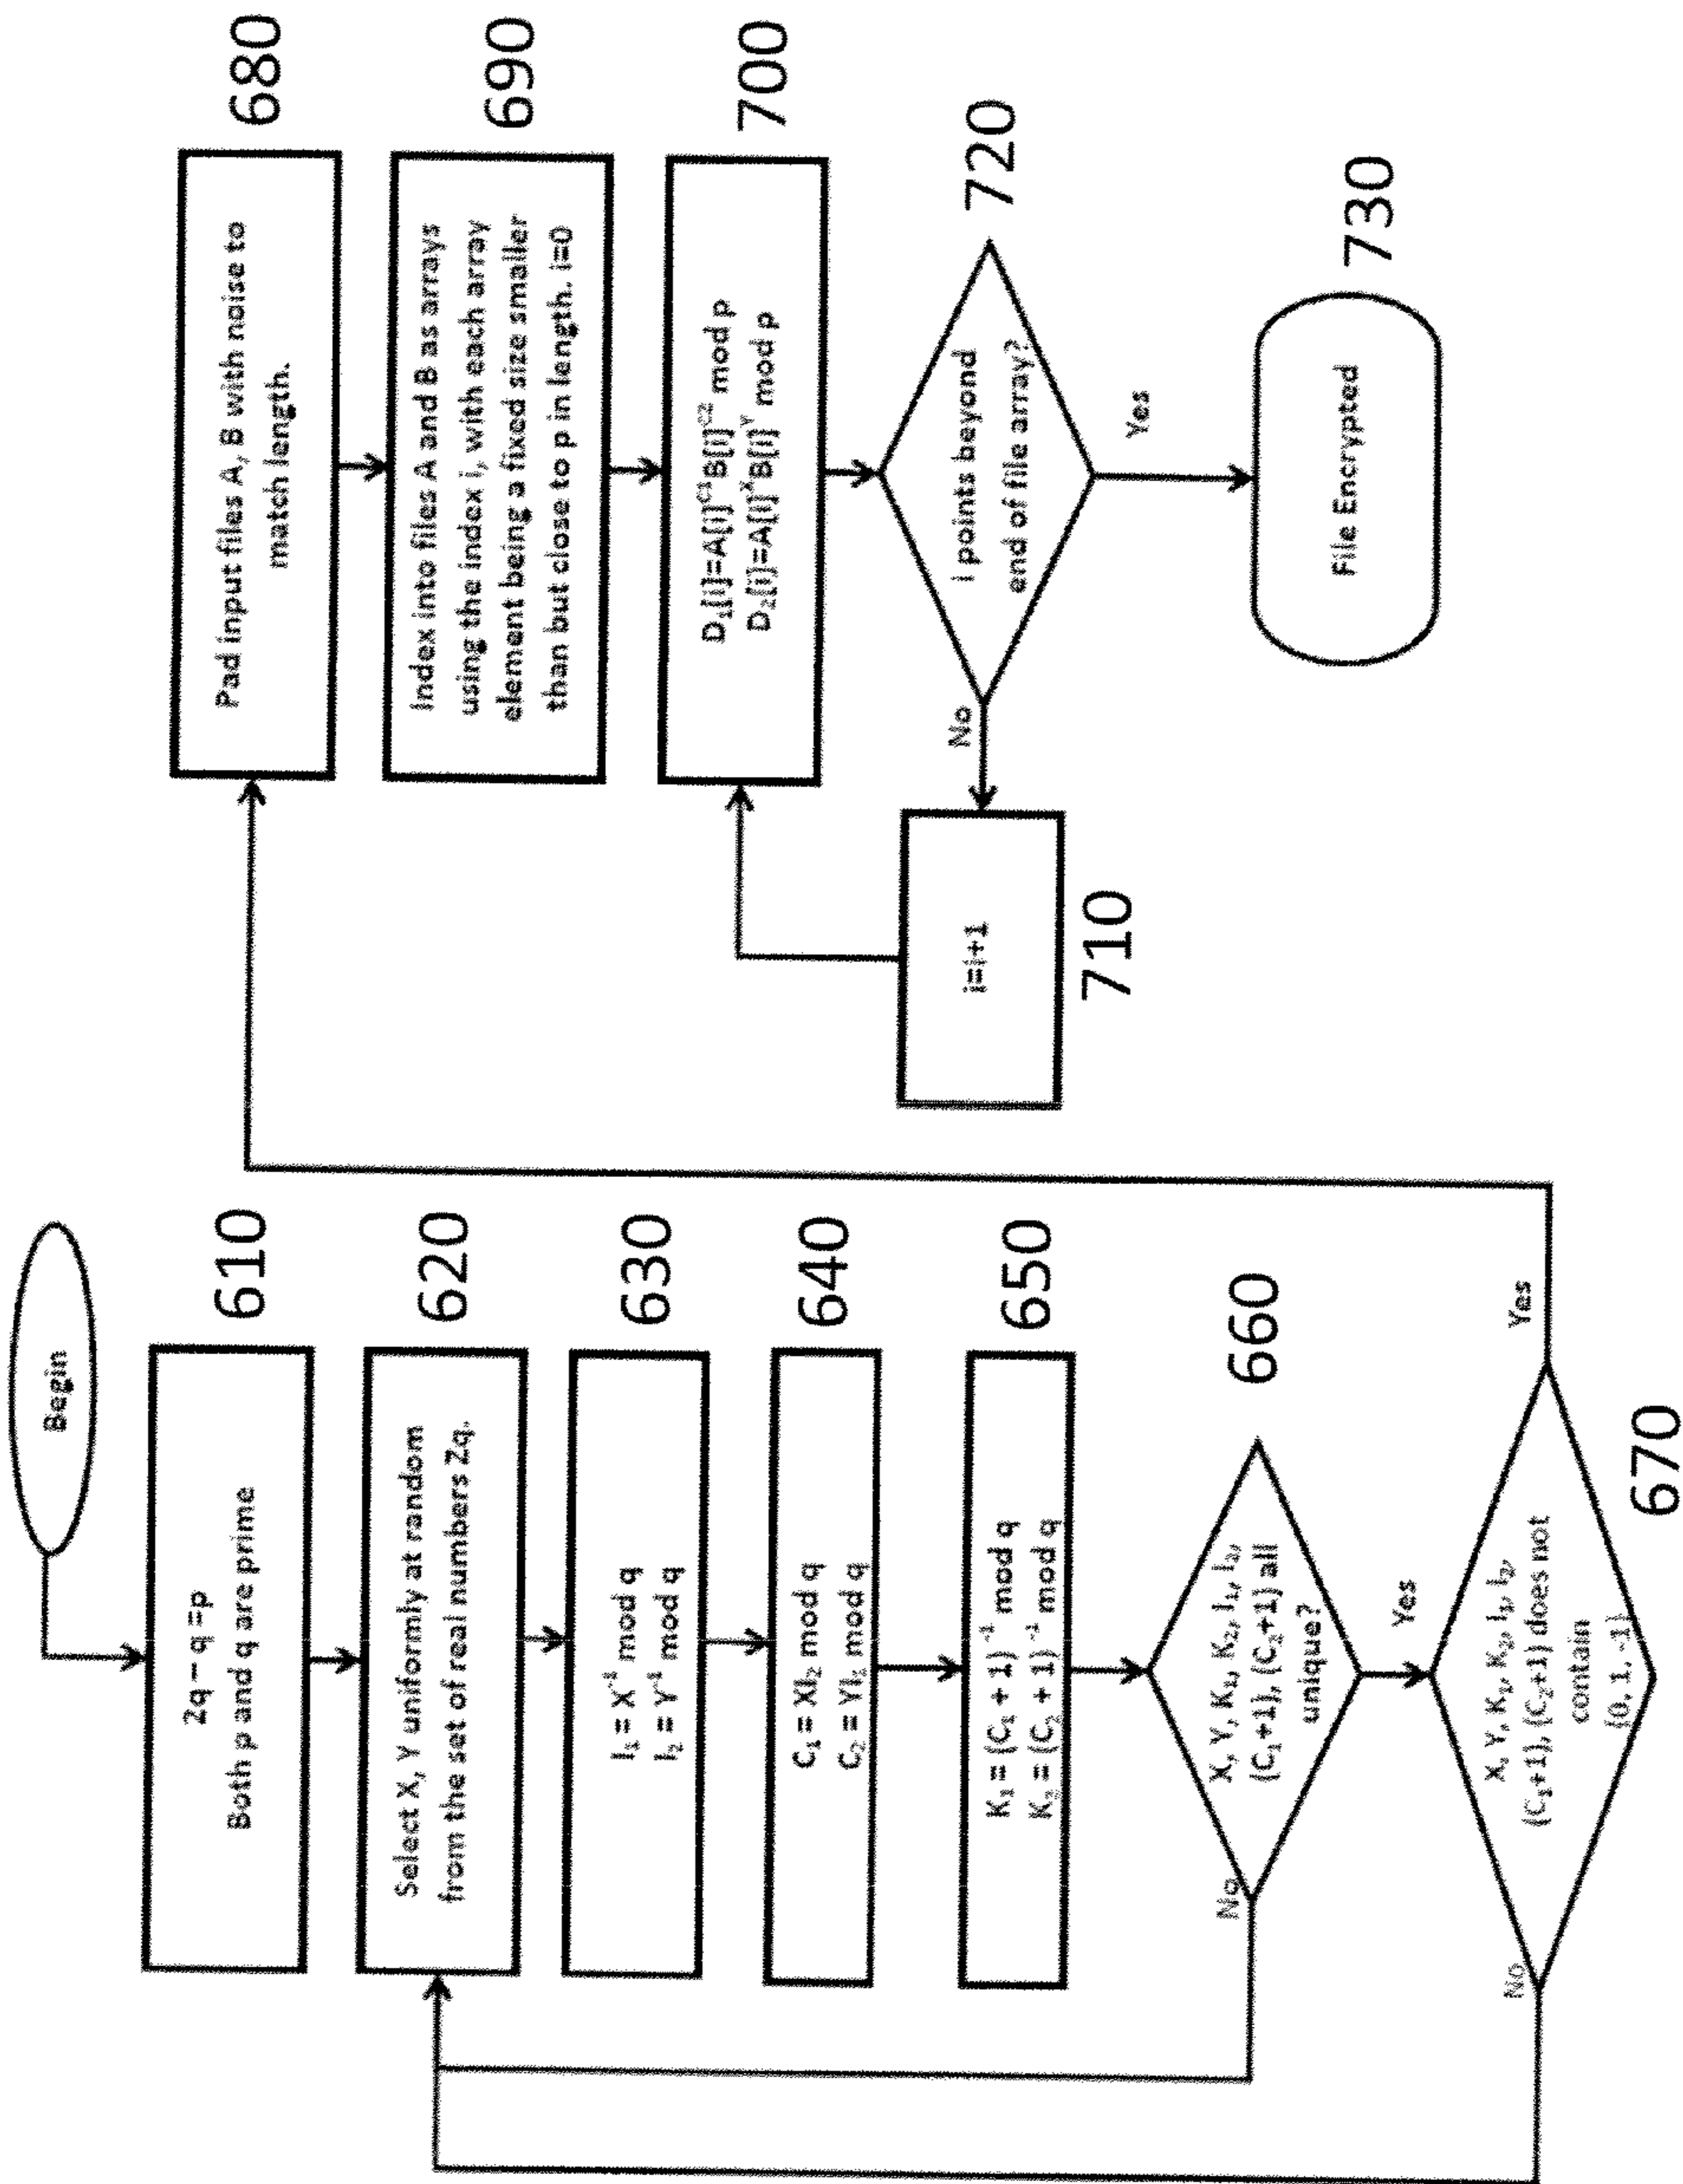 Begin
2q – q = p
Both p and q are prime
610
Select X, Y uniformly at random
from the set of real numbers Zq.
620
I₁ = X⁻¹ mod q
I₂ = Y⁻¹ mod q
630
C₁ = XI₂ mod q
640
650
K₁ = (C₁ + 1) ⁻¹ mod q
K₂ = (C₂ + 1) ⁻¹ mod q
X, Y, K₁, K₂, I₁, I₂,
(C₁+1), (C₂+1) all
unique?
660
No
Yes
X, Y, K₁, K₂, I₁, I₂,
(C₁+1), (C₂+1) does not
contain
{0, 1, -1}
670
No
Yes
Pad input files A, B with noise to
match length.
680
Index into files A and B as arrays
using the index i, with each array
element being a fixed size smaller
than but close to p in length. i=0
690
D₁[i]=A[i]^C1 B[i]^C2 mod p
D₂[i]=A[i]^X B[i]^Y mod p
700
i points beyond
end of file array?
720
No
Yes
i=i+1
710
File Encrypted
730